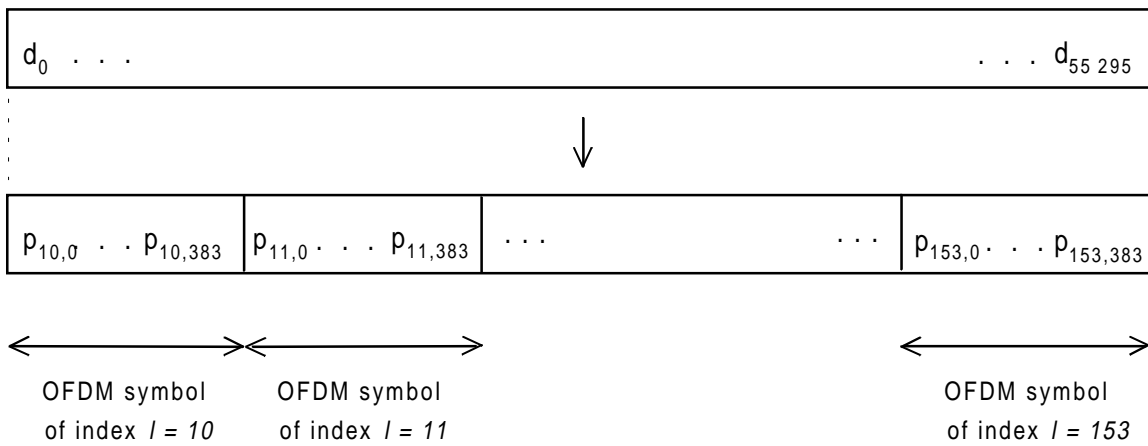 d0 . . . . . . d55 295
p10,0 . . . p10,383 p11,0 . . . p11,383 . . . . . . p153,0 . . . p153,383
OFDM symbol OFDM symbol OFDM symbol
of index l = 10 of index l = 11 of index l = 153